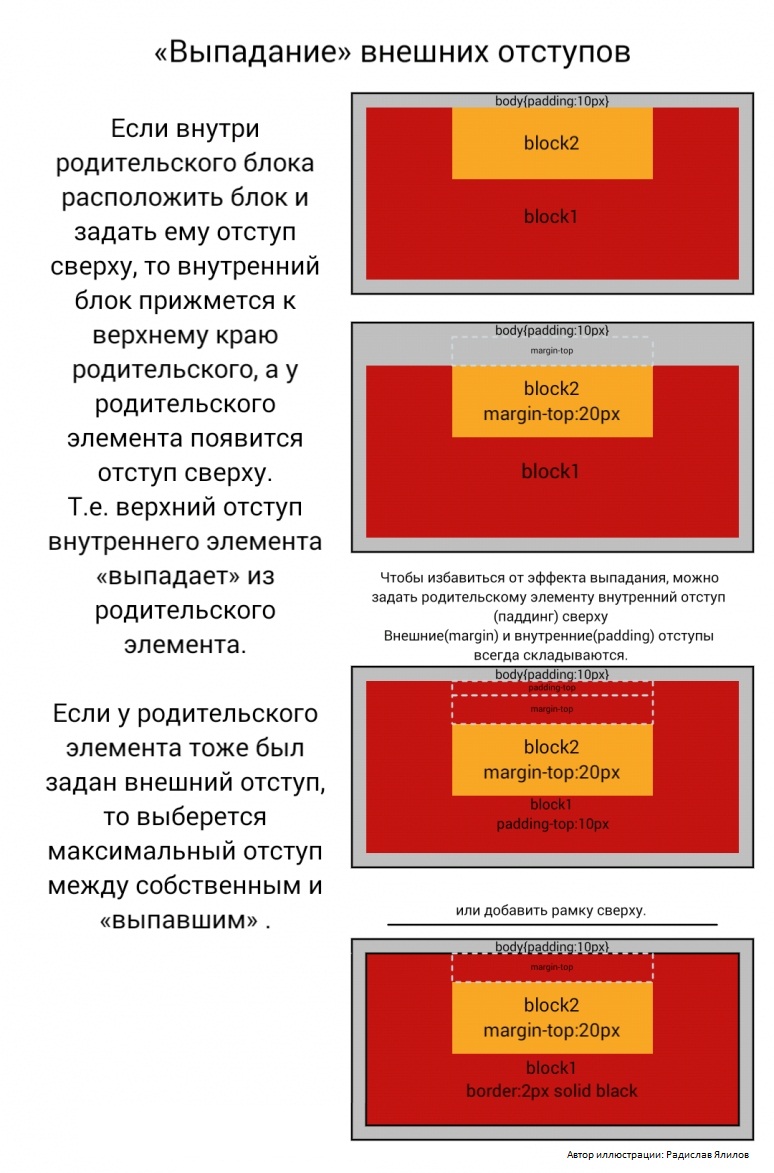 «Выпадание» внешних отступов
Если внутри
родительского блока
расположить блок и
задать ему отступ
сверху, то внутренний
блок прижмется к
верхнему краю
родительского, а у
родительского
элемента появится
отступ сверху.
Т.е. верхний отступ
внутреннего элемента
«выпадает» из
родительского
элемента.
Если у родительского
элемента тоже был
задан внешний отступ,
то выберется
максимальный отступ
между собственным и
«выпавшим» .
body{padding:10px}
block2
block1
body{padding:10px}
margin-top
block2
margin-top:20px
block1
Чтобы избавиться от эффекта выпадания, можно
задать родительскому элементу внутренний отступ
(паддинг) сверху
Внешние(margin) и внутренние(padding) отступы
всегда складываются.
body{padding:10px}
padding-top
margin-top
block2
margin-top:20px
block1
padding-top:10px
или добавить рамку сверху.
body{padding:10px}
margin-top
block2
margin-top:20px
block1
border:2px solid black
Автор иллюстрации: Радислав Ялилов